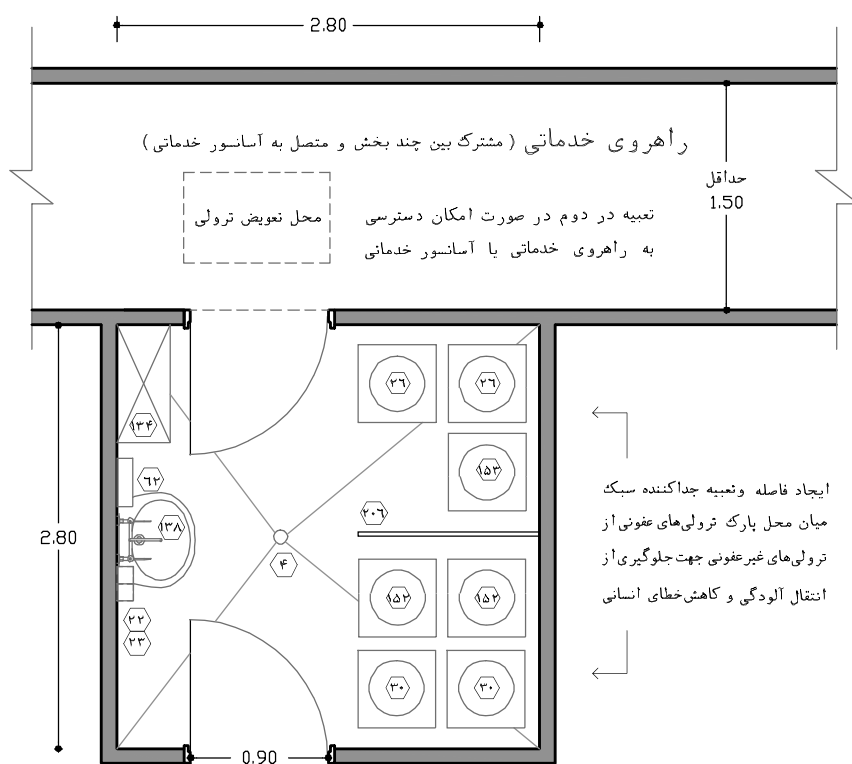 2.80
راهروی خدماتی (مشترک بین چند بخش و متصل به آسانسور خدماتی)
حداقل
1.50
محل تعویض ترولی
تعبیه در دوم در صورت امکان دسترسی
به راهروی خدماتی یا آسانسور خدماتی
۲۶
۲۶
۱۳۴
۱۵۳
۶۲
۲۰۶
۱۳۸
2.80
۴
ایجاد فاصله وتعبیه جداکننده سبک
میان محل پارک ترولی‌های عفونی از
ترولی‌های غیرعفونی جهت جلوگیری از
انتقال آلودگی و کاهش خطای انسانی
۱۵۲
۱۵۲
۲۲
۲۳
۳۰
۳۰
0.90